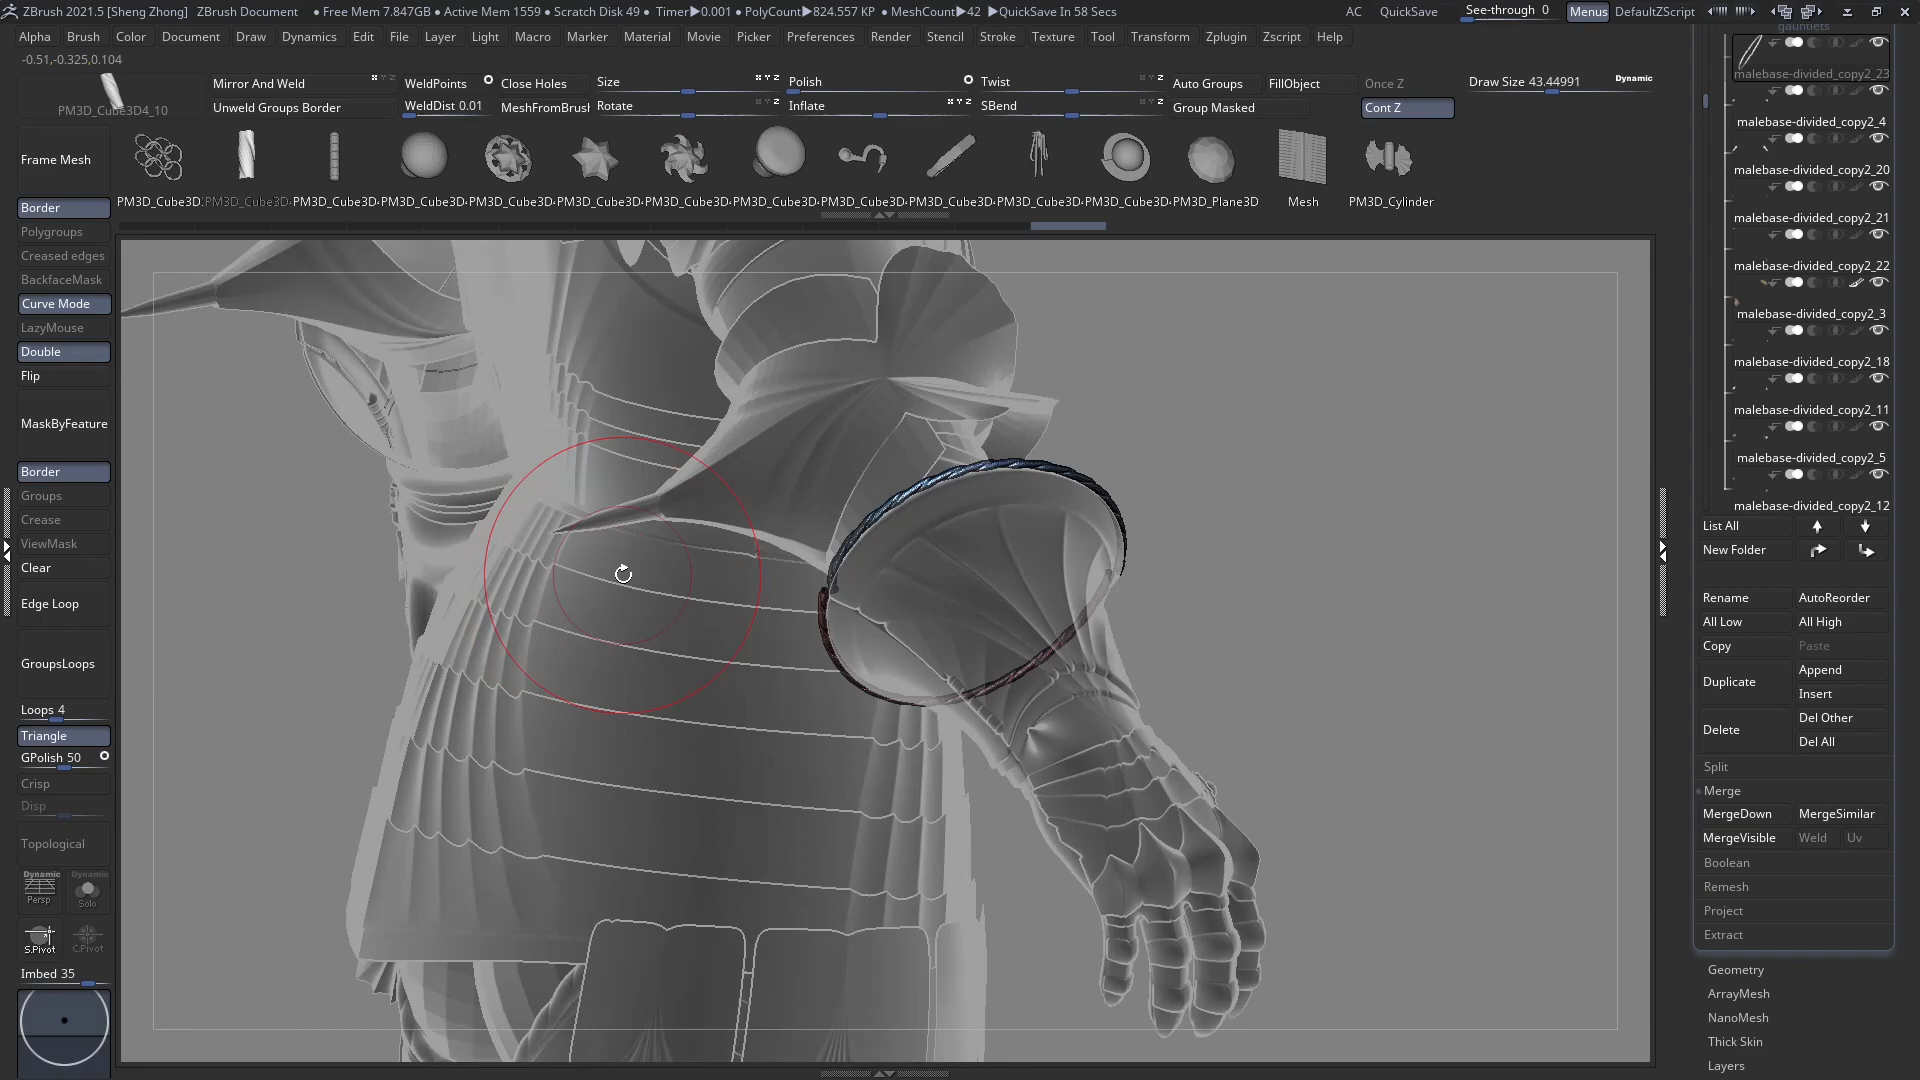 ZBrush 2021.5 [Sheng Zhong] ZBrush Document • Free Mem 7.847GB • Active Mem 1559 • Scratch Disk 49 • Timer▶0.001 • PolyCount▶824.557 KP • MeshCount▶42 ▶QuickSave In 58 Secs AC QuickSave See-through 0 Menus DefaultZScript
Alpha Brush Color Document Draw Dynamics Edit File Layer Light Macro Marker Material Movie Picker Preferences Render Stencil Stroke Texture Tool Transform Zplugin Zscript Help
-0.51,-0.325,0.104
PM3D_Cube3D4_10
Mirror And Weld WeldPoints Close Holes Size Polish Twist Auto Groups FillObject Once Z Draw Size 43.44991 Dynamic
Unweld Groups Border WeldDist 0.01 MeshFromBrush Rotate Inflate SBend Group Masked Cont Z
PM3D_Cube3D PM3D_Cube3D PM3D_Cube3D PM3D_Cube3D PM3D_Cube3D PM3D_Cube3D PM3D_Cube3D PM3D_Cube3D PM3D_Cube3D PM3D_Cube3D PM3D_Cube3D PM3D_Cube3D PM3D_Plane3D Mesh PM3D_Cylinder
Frame Mesh
Border
Polygroups
Creased edges
BackfaceMask
Curve Mode
LazyMouse
Double
Flip
MaskByFeature
Border
Groups
Crease
ViewMask
Clear
Edge Loop
GroupsLoops
Loops 4
Triangle
GPolish 50
Crisp
Disp
Topological
Dynamic Dynamic
Persp Solo
S.Pivot C.Pivot
Imbed 35
gauntlets
malebase-divided_copy2_23
malebase-divided_copy2_4
malebase-divided_copy2_20
malebase-divided_copy2_21
malebase-divided_copy2_22
malebase-divided_copy2_3
malebase-divided_copy2_18
malebase-divided_copy2_11
malebase-divided_copy2_5
malebase-divided_copy2_12
List All
New Folder
Rename AutoReorder
All Low All High
Copy Paste
Append
Duplicate
Insert
Del Other
Delete
Del All
Split
Merge
MergeDown MergeSimilar
MergeVisible Weld Uv
Boolean
Remesh
Project
Extract
Geometry
ArrayMesh
NanoMesh
Thick Skin
Layers